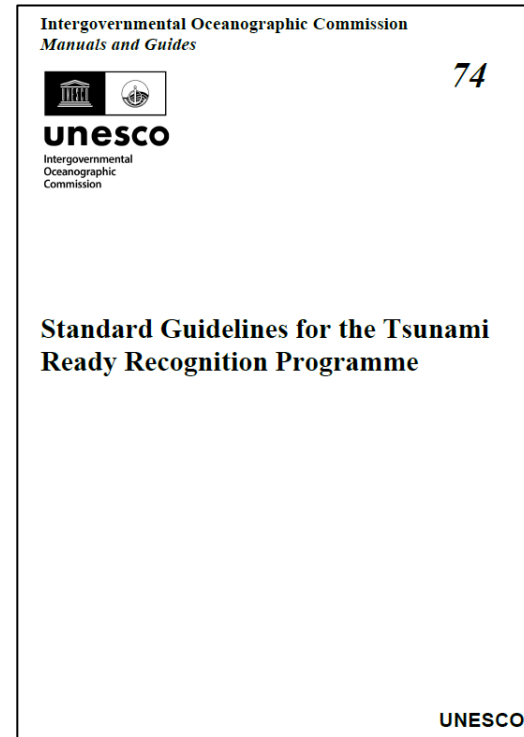 Intergovernmental Oceanographic Commission
Manuals and Guides
74
unesco
Intergovernmental
Oceanographic
Commission
Standard Guidelines for the Tsunami
Ready Recognition Programme
UNESCO